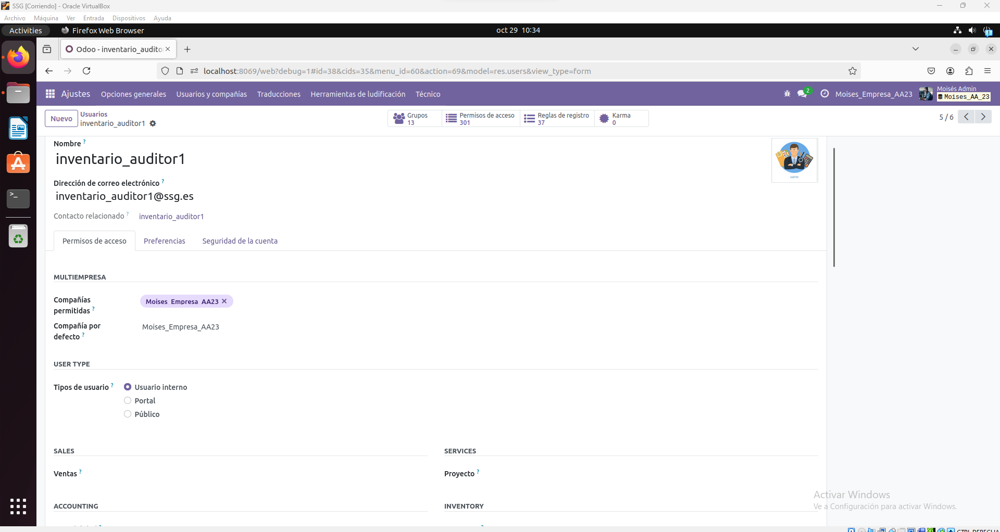 SSG [Corriendo] - Oracle VirtualBox
Archivo Máquina Ver Entrada Dispositivos Ayuda
Activities Firefox Web Browser oct 29 10:34
Odoo - inventario_audito
localhost:8069/web?debug=1#id=38&cids=35&menu_id=60&action=69&model=res.users&view_type=form
Ajustes Opciones generales Usuarios y compañías Traducciones Herramientas de ludificación Técnico 2 Moises_Empresa_AA23 Moisés Admin
Moises_AA_23
Nuevo Usuarios
inventario_auditor1
Grupos
13
Permisos de acceso
301
Reglas de registro
37
Karma
0
5 / 6
Nombre ?
inventario_auditor1
AUDITOR
Dirección de correo electrónico ?
inventario_auditor1@ssg.es
Contacto relacionado ? inventario_auditor1
Permisos de acceso Preferencias Seguridad de la cuenta
MULTIEMPRESA
Compañías permitidas ? Moises_Empresa_AA23
Compañía por defecto ? Moises_Empresa_AA23
USER TYPE
Tipos de usuario ? Usuario interno
Portal
Público
SALES SERVICES
Ventas ? Proyecto ?
ACCOUNTING INVENTORY
Activar Windows
Ve a Configuración para activar Windows.
CTRL DERECHA